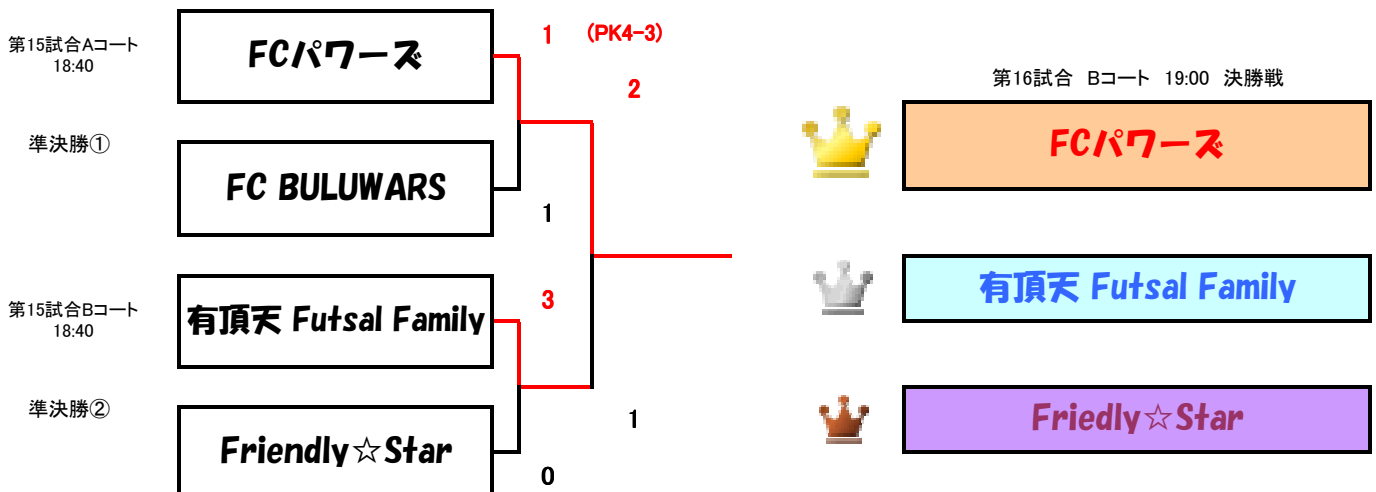 第15試合Aコート
18:40
FCパワーズ
1 (PK4-3)
2
準決勝①
FC BULUWARS
1
第15試合Bコート
18:40
有頂天 Futsal Family
3
準決勝②
Friendly☆Star
0
1
第16試合 Bコート 19:00 決勝戦
FCパワーズ
有頂天 Futsal Family
Friedly☆Star